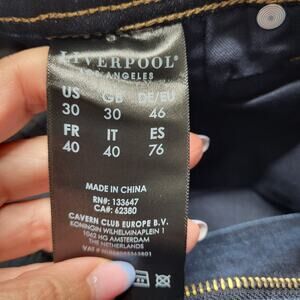 LIVERPOOL®
LOS ANGELES
US GB DE/EU
30 30 46
FR IT ES
40 40 76
MADE IN CHINA
RN#: 133647
CA#: 62380
CAVERN CLUB EUROPE B.V.
KONINGIN WILHELMINAPLEIN 1
1062 HG AMSTERDAM
THE NETHERLANDS
VAT#